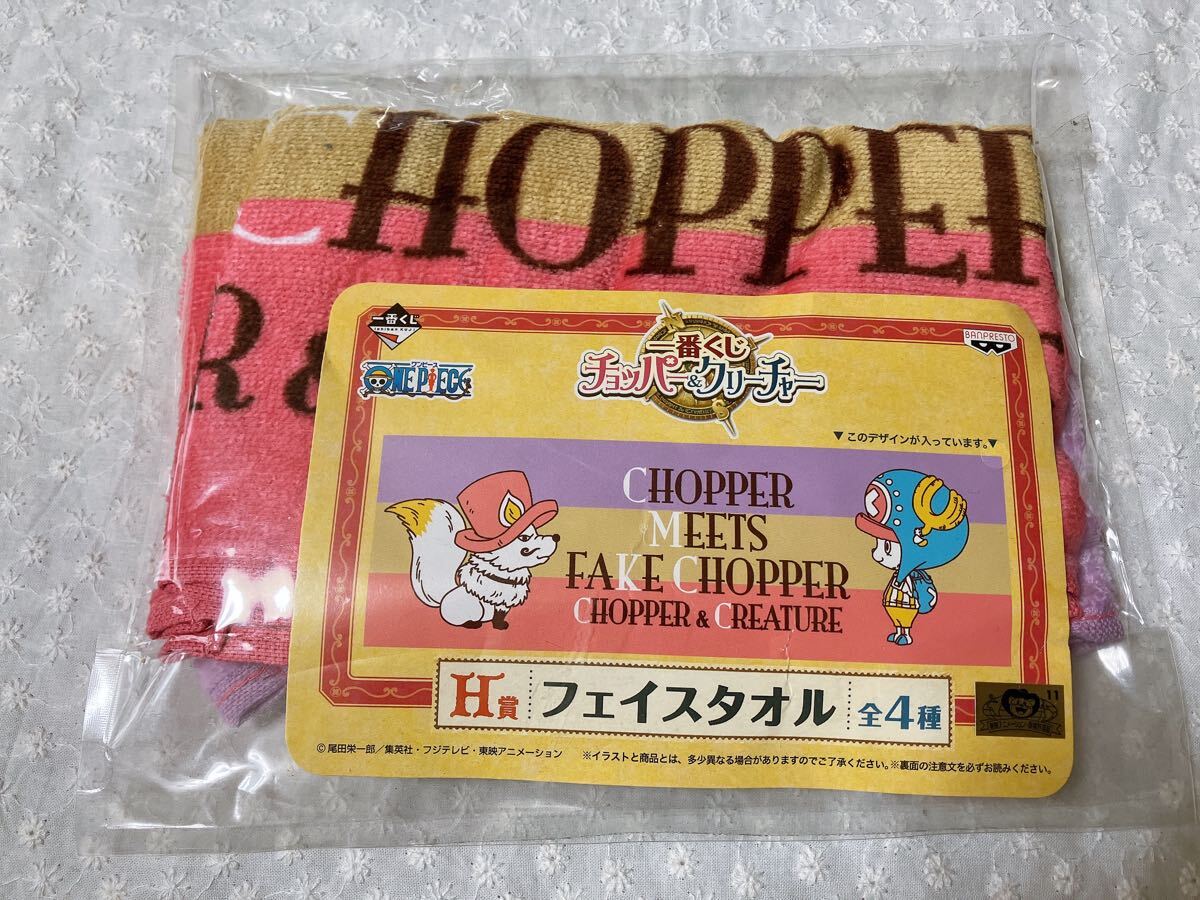 CHOPPER
R &
M
一番くじ
ICHIBAN KUJI
ワンピース
ONE PIECE
N
一番くじ
チョッパー&クリーチャー
S
BANPRESTO
▼このデザインが入っています。▼
CHOPPER
MEETS
FAKE CHOPPER
CHOPPER & CREATURE
H賞
フェイスタオル
全4種
11
©尾田栄一郎/集英社・フジテレビ・東映アニメーション
※イラストと商品とは、多少異なる場合がありますのでご了承ください。※裏面の注意文を必ずお読みください。